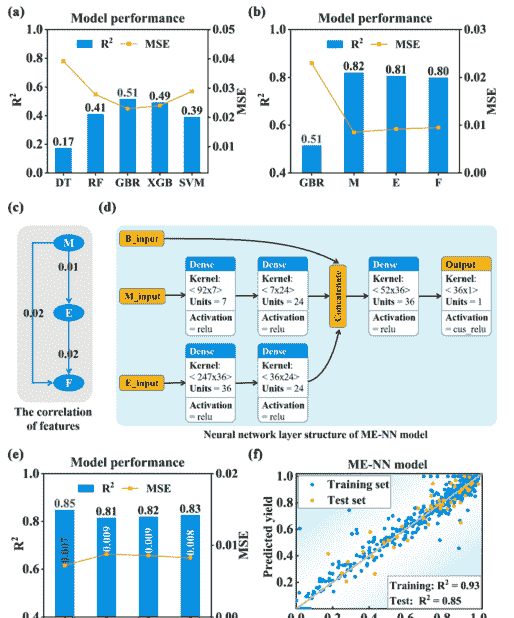 (a) Model performance
R² MSE
1.0 0.8 0.6 0.4 0.2 0.0
R²
0.17 0.41 0.51 0.49 0.39
0.05 0.04 0.03 0.02 0.01
MSE
DT RF GBR XGB SVM
(b) Model performance
R² MSE
1.0 0.8 0.6 0.4
R²
0.51 0.82 0.81 0.80
0.03 0.02 0.01 0.00
MSE
GBR M E F
(c)
M
0.01
0.02
E
0.02
F
The correlation
of features
(d)
B_input
M_input
E_input
Dense
Kernel:
< 92x7>
Units = 7
Activation
= relu
Dense
Kernel:
< 7x24>
Units = 24
Activation
= relu
Dense
Kernel:
< 247x36>
Units = 36
Activation
= relu
Dense
Kernel:
< 36x24>
Units = 24
Activation
= relu
Concatenate
Dense
Kernel:
< 52x36>
Units = 36
Activation
= relu
Output
Kernel:
< 36x1>
Units = 1
Activation
= cus_relu
Neural network layer structure of ME-NN model
(e) Model performance
R² MSE
1.0 0.8 0.6 0.4
R²
0.85 0.81 0.82 0.83
0.007 0.009 0.009 0.008
0.02 0.01 0.00
MSE
(f) ME-NN model
Training set
Test set
Predicted yield
1.0 0.8 0.6 0.4 0.2
Training: R² = 0.93
Test: R² = 0.85
0.0 0.2 0.4 0.6 0.8 1.0